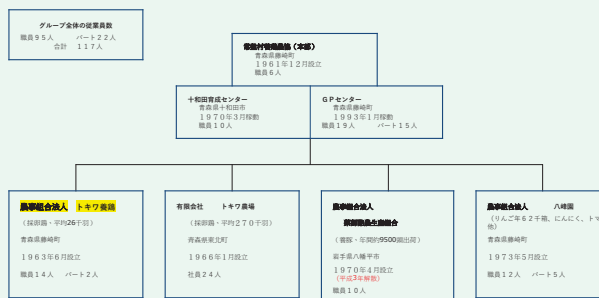 グループ全体の従業員数
職員９５人　パート２２人
合計　１１７人
常盤村養鶏農協（本部）
青森県藤崎町
１９６１年１２月設立
職員６人
十和田育成センター
青森県十和田市
１９７０年３月稼動
職員１０人
ＧＰセンター
青森県藤崎町
１９９３年１月稼動
職員１９人　パート１５人
農事組合法人　トキワ養鶏
（採卵鶏・平均26千羽）
青森県藤崎町
１９６３年６月設立
職員１４人　パート２人
有限会社　トキワ農場
（採卵鶏・平均２７０千羽）
青森県東北町
１９６６年１月設立
社員２４人
農事組合法人
（養豚・年間約9500頭出荷）
岩手県八幡平市
１９７０年４月設立
（平成3年解散）
職員１０人
農事組合法人　八峰園
（りんご年６２千箱、にんにく、トマ
他）
青森県藤崎町
１９７３年５月設立
職員１２人　パート５人